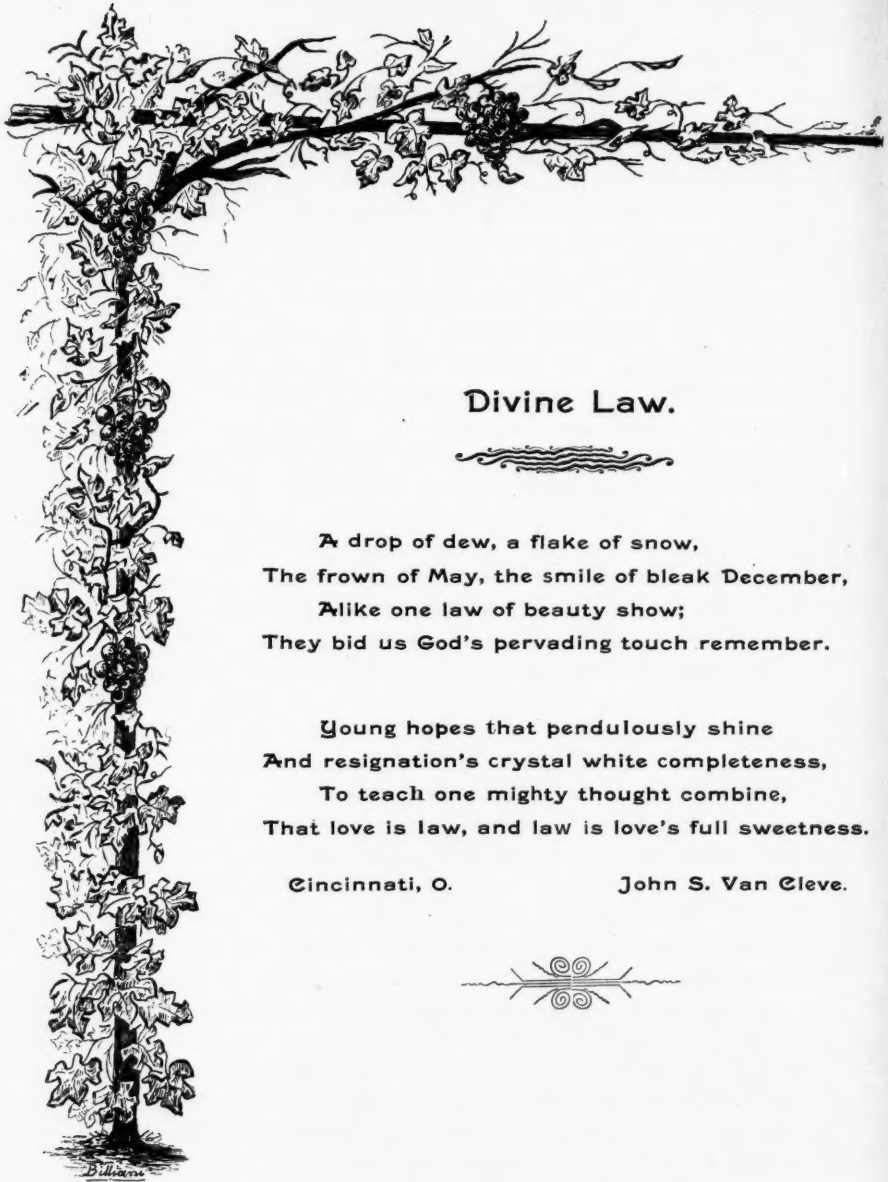 Divine Law.
A drop of dew, a flake of snow,
The frown of May, the smile of bleak December,
Alike one law of beauty show;
They bid us God's pervading touch remember.
Young hopes that pendulously shine
And resignation's crystal white completeness,
To teach one mighty thought combine,
That love is law, and law is love's full sweetness.
Cincinnati, O. John S. Van Cleve.